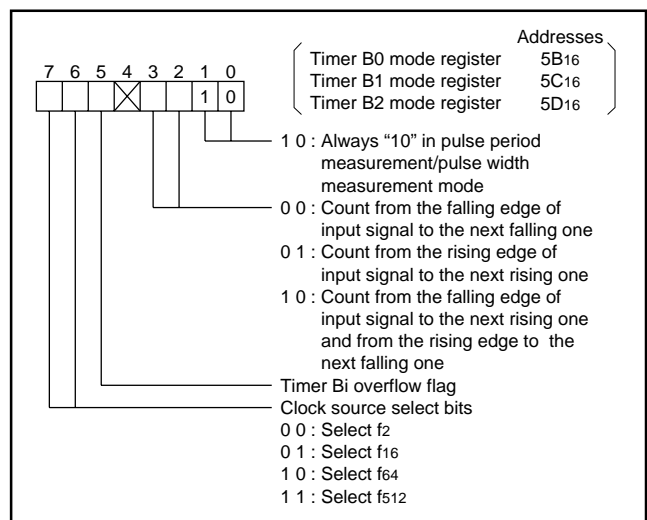 Addresses
Timer B0 mode register 5B16
Timer B1 mode register 5C16
Timer B2 mode register 5D16
7 6 5 4 3 2 1 0
1 0
1 0 : Always “10” in pulse period
measurement/pulse width
measurement mode
0 0 : Count from the falling edge of
input signal to the next falling one
0 1 : Count from the rising edge of
input signal to the next rising one
1 0 : Count from the falling edge of
input signal to the next rising one
and from the rising edge to the
next falling one
Timer Bi overflow flag
Clock source select bits
0 0 : Select f2
0 1 : Select f16
1 0 : Select f64
1 1 : Select f512